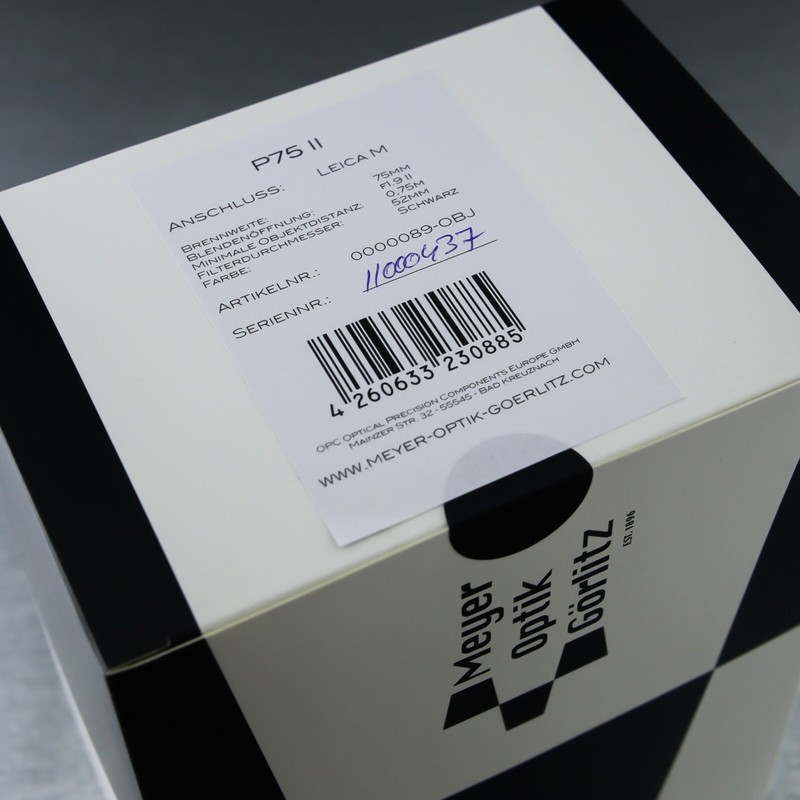 P75 II
ANSCHLUSS: LEICA M
BRENNWEITE: 75MM
BLENDENÖFFNUNG: F1.9 II
MINIMALE OBJEKTDISTANZ: 0.75M
FILTERDURCHMESSER: 52MM
FARBE: SCHWARZ
ARTIKELNR.: 0000089-OBJ
SERIENNR.: 11000437
4 260633 230885
OPC OPTICAL PRECISION COMPONENTS EUROPE GMBH
MAINZER STR. 32 - 55545 - BAD KREUZNACH
WWW.MEYER-OPTIK-GOERLITZ.COM
Meyer
Optik
Görlitz
EST. 1896